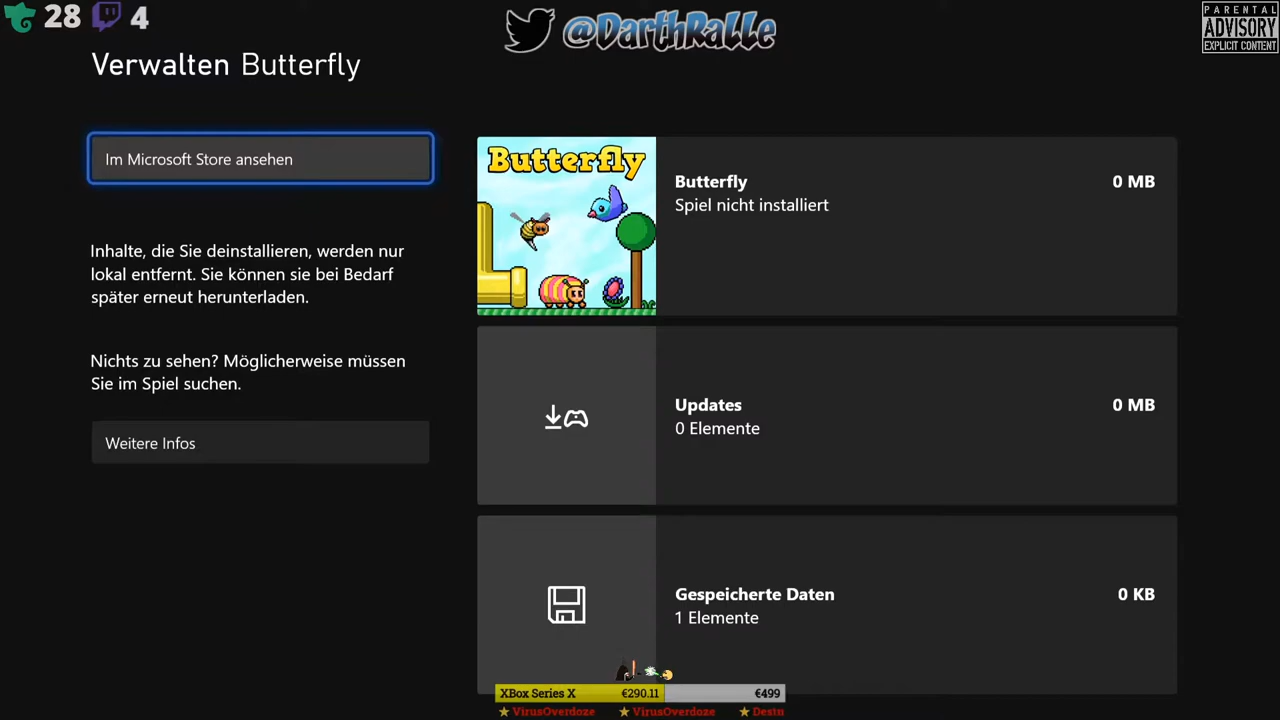 28 4
@DarthRalle
PARENTAL
ADVISORY
EXPLICIT CONTENT
Verwalten Butterfly
Im Microsoft Store ansehen
Inhalte, die Sie deinstallieren, werden nur
lokal entfernt. Sie können sie bei Bedarf
später erneut herunterladen.
Nichts zu sehen? Möglicherweise müssen
Sie im Spiel suchen.
Weitere Infos
Butterfly
Butterfly 0 MB
Spiel nicht installiert
Updates 0 MB
0 Elemente
Gespeicherte Daten 0 KB
1 Elemente
XBox Series X €290.11 €499
VirusOverdoze VirusOverdoze Destn